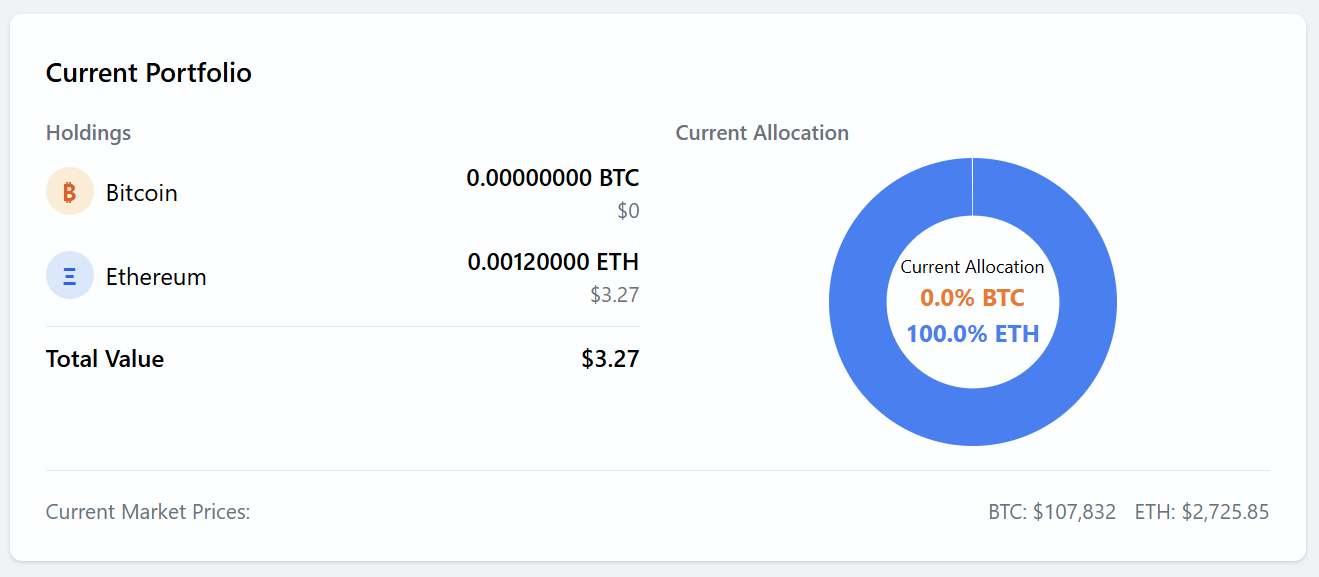 Current Portfolio
Holdings
₿ Bitcoin 0.00000000 BTC
$0
Ξ Ethereum 0.00120000 ETH
$3.27
Total Value $3.27
Current Allocation
Current Allocation
0.0% BTC
100.0% ETH
Current Market Prices: BTC: $107,832 ETH: $2,725.85